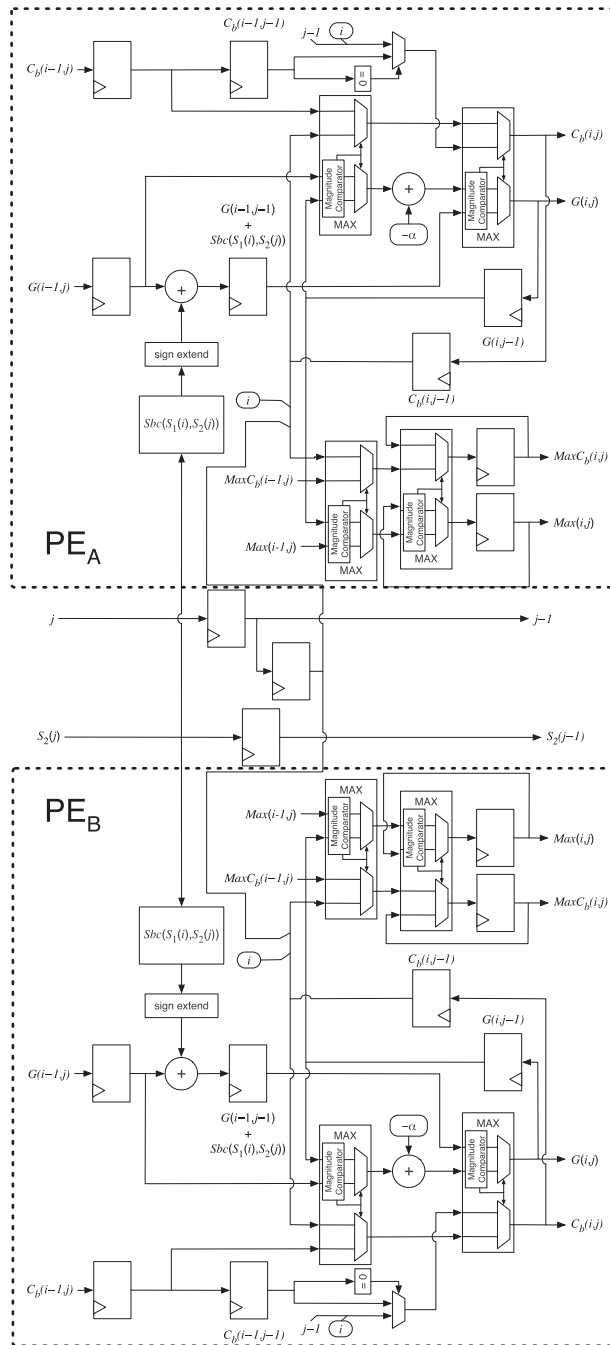 C_b(i-1,j-1)
j-1
i
C_b(i-1,j)
=0
Magnitude
Comparator
MAX
Magnitude
Comparator
MAX
C_b(i,j)
G(i-1,j-1)
+
Sbc(S_1(i),S_2(j))
+
-α
G(i,j)
G(i-1,j)
+
G(i,j-1)
sign extend
C_b(i,j-1)
i
Sbc(S_1(i),S_2(j))
MaxC_b(i-1,j)
MaxC_b(i,j)
Magnitude
Comparator
MAX
Magnitude
Comparator
MAX
Max(i-1,j)
Max(i,j)
PE_A
j
j-1
S_2(j)
S_2(j-1)
PE_B
MAX
Magnitude
Comparator
MAX
Magnitude
Comparator
Max(i-1,j)
Max(i,j)
MaxC_b(i-1,j)
MaxC_b(i,j)
Sbc(S_1(i),S_2(j))
i
C_b(i,j-1)
sign extend
G(i,j-1)
G(i-1,j)
+
G(i-1,j-1)
+
Sbc(S_1(i),S_2(j))
-α
+
MAX
Magnitude
Comparator
MAX
Magnitude
Comparator
G(i,j)
C_b(i,j)
C_b(i-1,j)
=0
C_b(i-1,j-1)
j-1
i